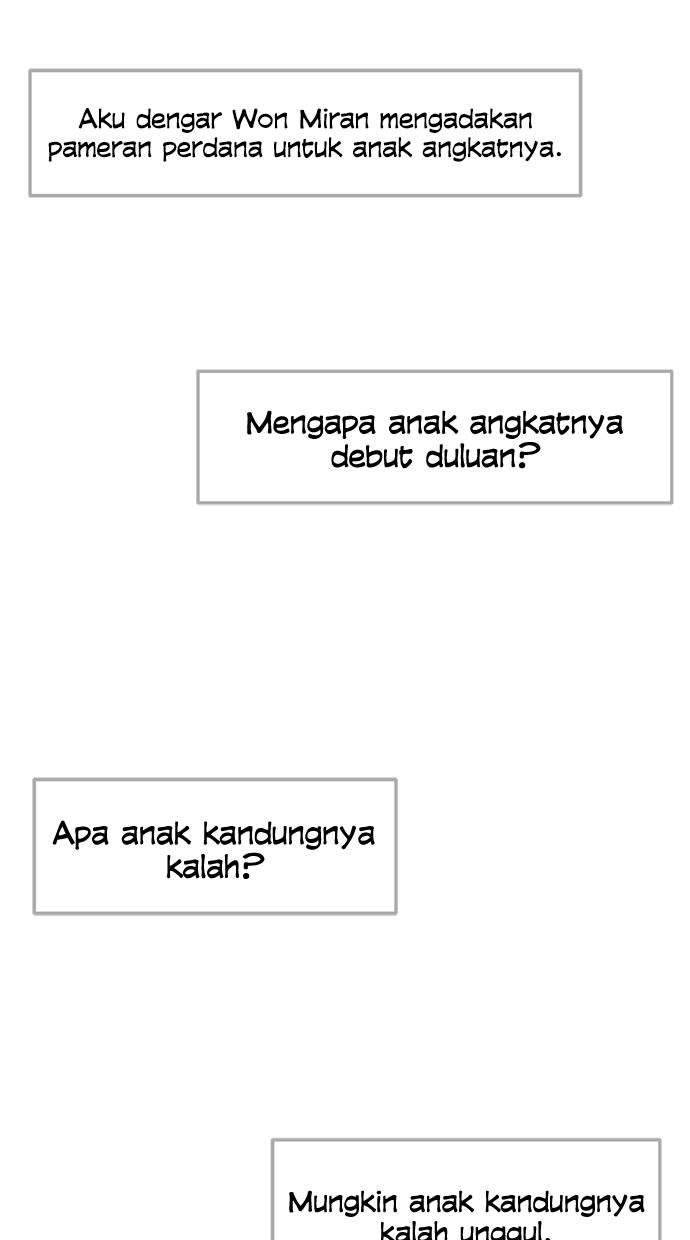 Aku dengar Won Miran mengadakan
pameran perdana untuk anak angkatnya.
Mengapa anak angkatnya
debut duluan?
Apa anak kandungnya
kalah?
Mungkin anak kandungnya
kalah unggul.